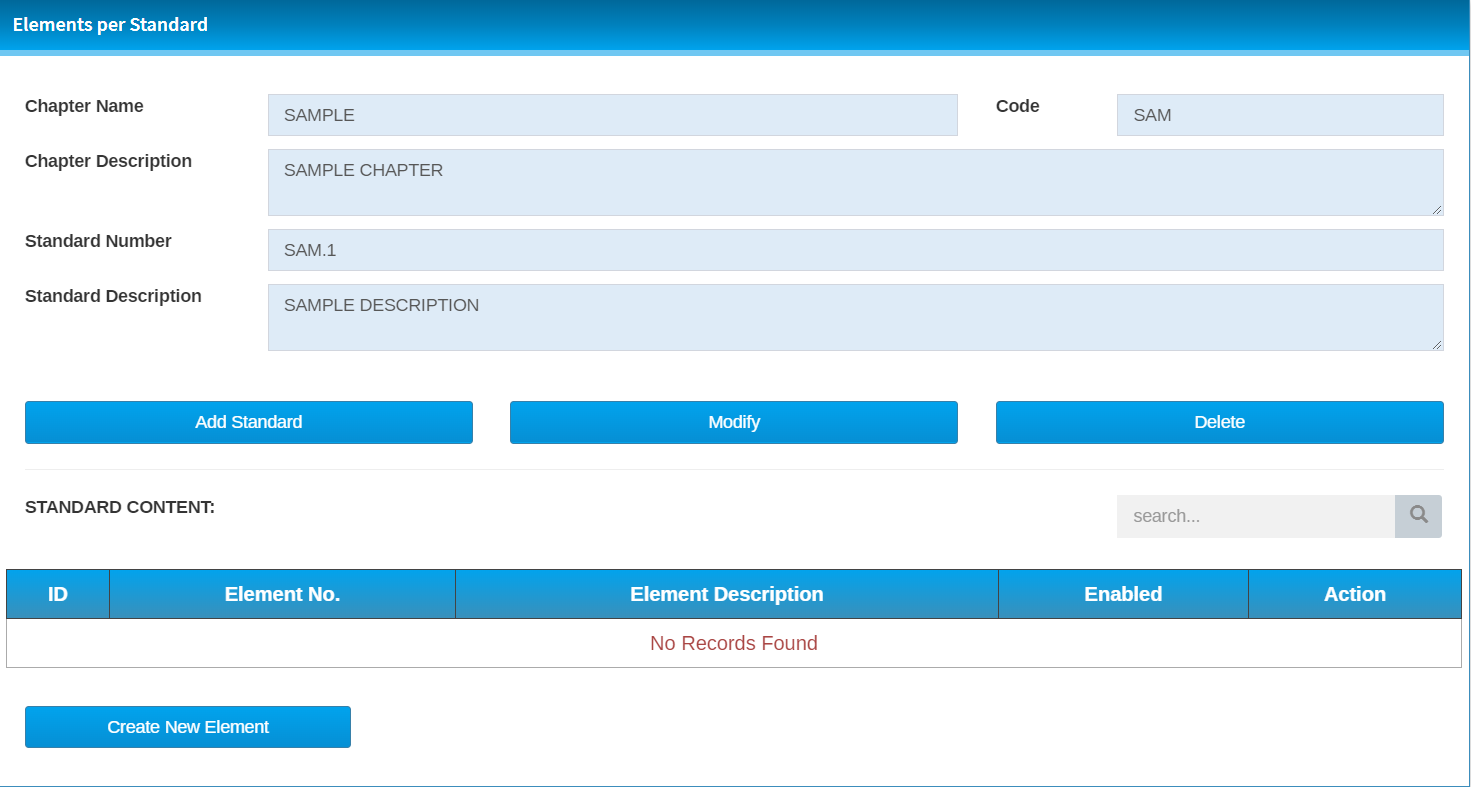 Elements per Standard
Chapter Name SAMPLE Code SAM
Chapter Description SAMPLE CHAPTER
Standard Number SAM.1
Standard Description SAMPLE DESCRIPTION
Add Standard Modify Delete
STANDARD CONTENT: search...
ID Element No. Element Description Enabled Action
No Records Found
Create New Element